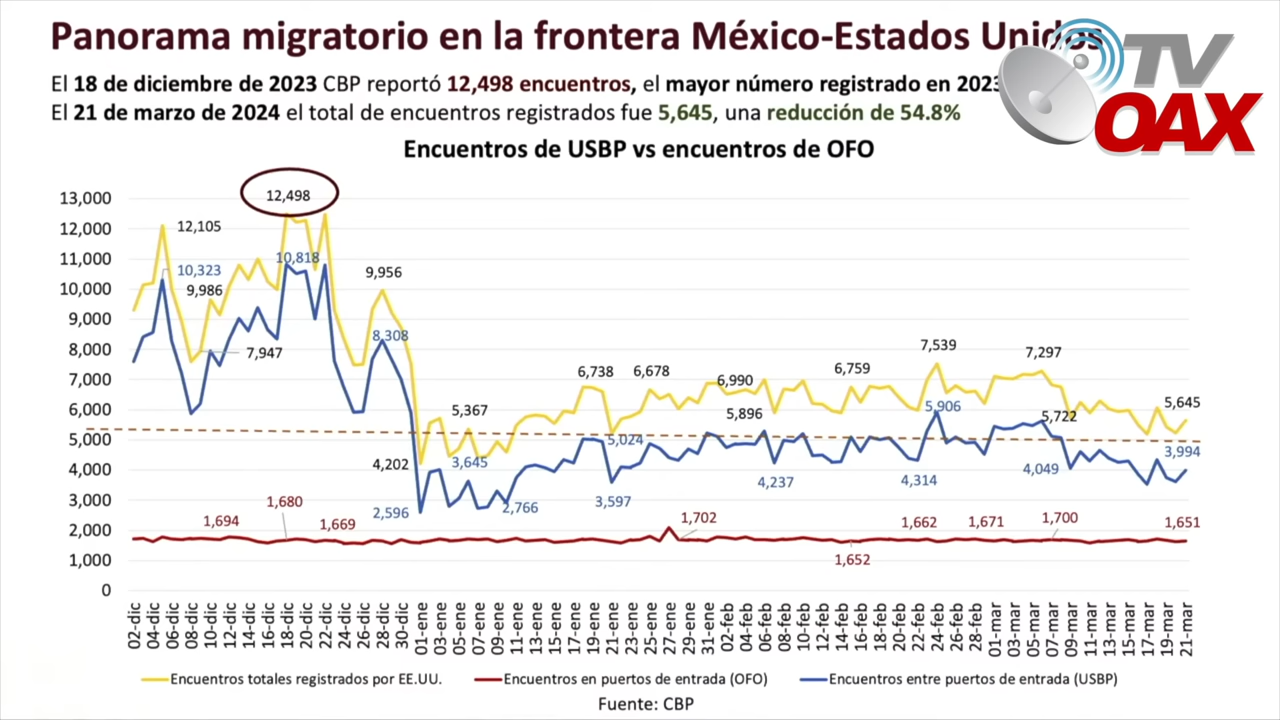 Panorama migratorio en la frontera México-Estados Unidos
El 18 de diciembre de 2023 CBP reportó 12,498 encuentros, el mayor número registrado en 2023
El 21 de marzo de 2024 el total de encuentros registrados fue 5,645, una reducción de 54.8%
TV
OAX
Encuentros de USBP vs encuentros de OFO
13,000
12,000
11,000
10,000
9,000
8,000
7,000
6,000
5,000
4,000
3,000
2,000
1,000
0
12,498
12,105
10,818
10,323
9,986
9,956
8,308
7,947
7,539
7,297
6,738
6,678
6,990
6,759
5,367
5,896
5,906
5,722
5,645
5,024
4,202
3,645
3,994
2,596
2,766
3,597
4,237
4,314
4,049
1,694
1,680
1,669
1,702
1,652
1,662
1,671
1,700
1,651
02-dic
04-dic
06-dic
08-dic
10-dic
12-dic
14-dic
16-dic
18-dic
20-dic
22-dic
24-dic
26-dic
28-dic
30-dic
01-ene
03-ene
05-ene
07-ene
09-ene
11-ene
13-ene
15-ene
17-ene
19-ene
21-ene
23-ene
25-ene
27-ene
29-ene
31-ene
02-feb
04-feb
06-feb
08-feb
10-feb
12-feb
14-feb
16-feb
18-feb
20-feb
22-feb
24-feb
26-feb
28-feb
01-mar
03-mar
05-mar
07-mar
09-mar
11-mar
13-mar
15-mar
17-mar
19-mar
21-mar
Encuentros totales registrados por EE.UU.
Encuentros en puertos de entrada (OFO)
Encuentros entre puertos de entrada (USBP)
Fuente: CBP